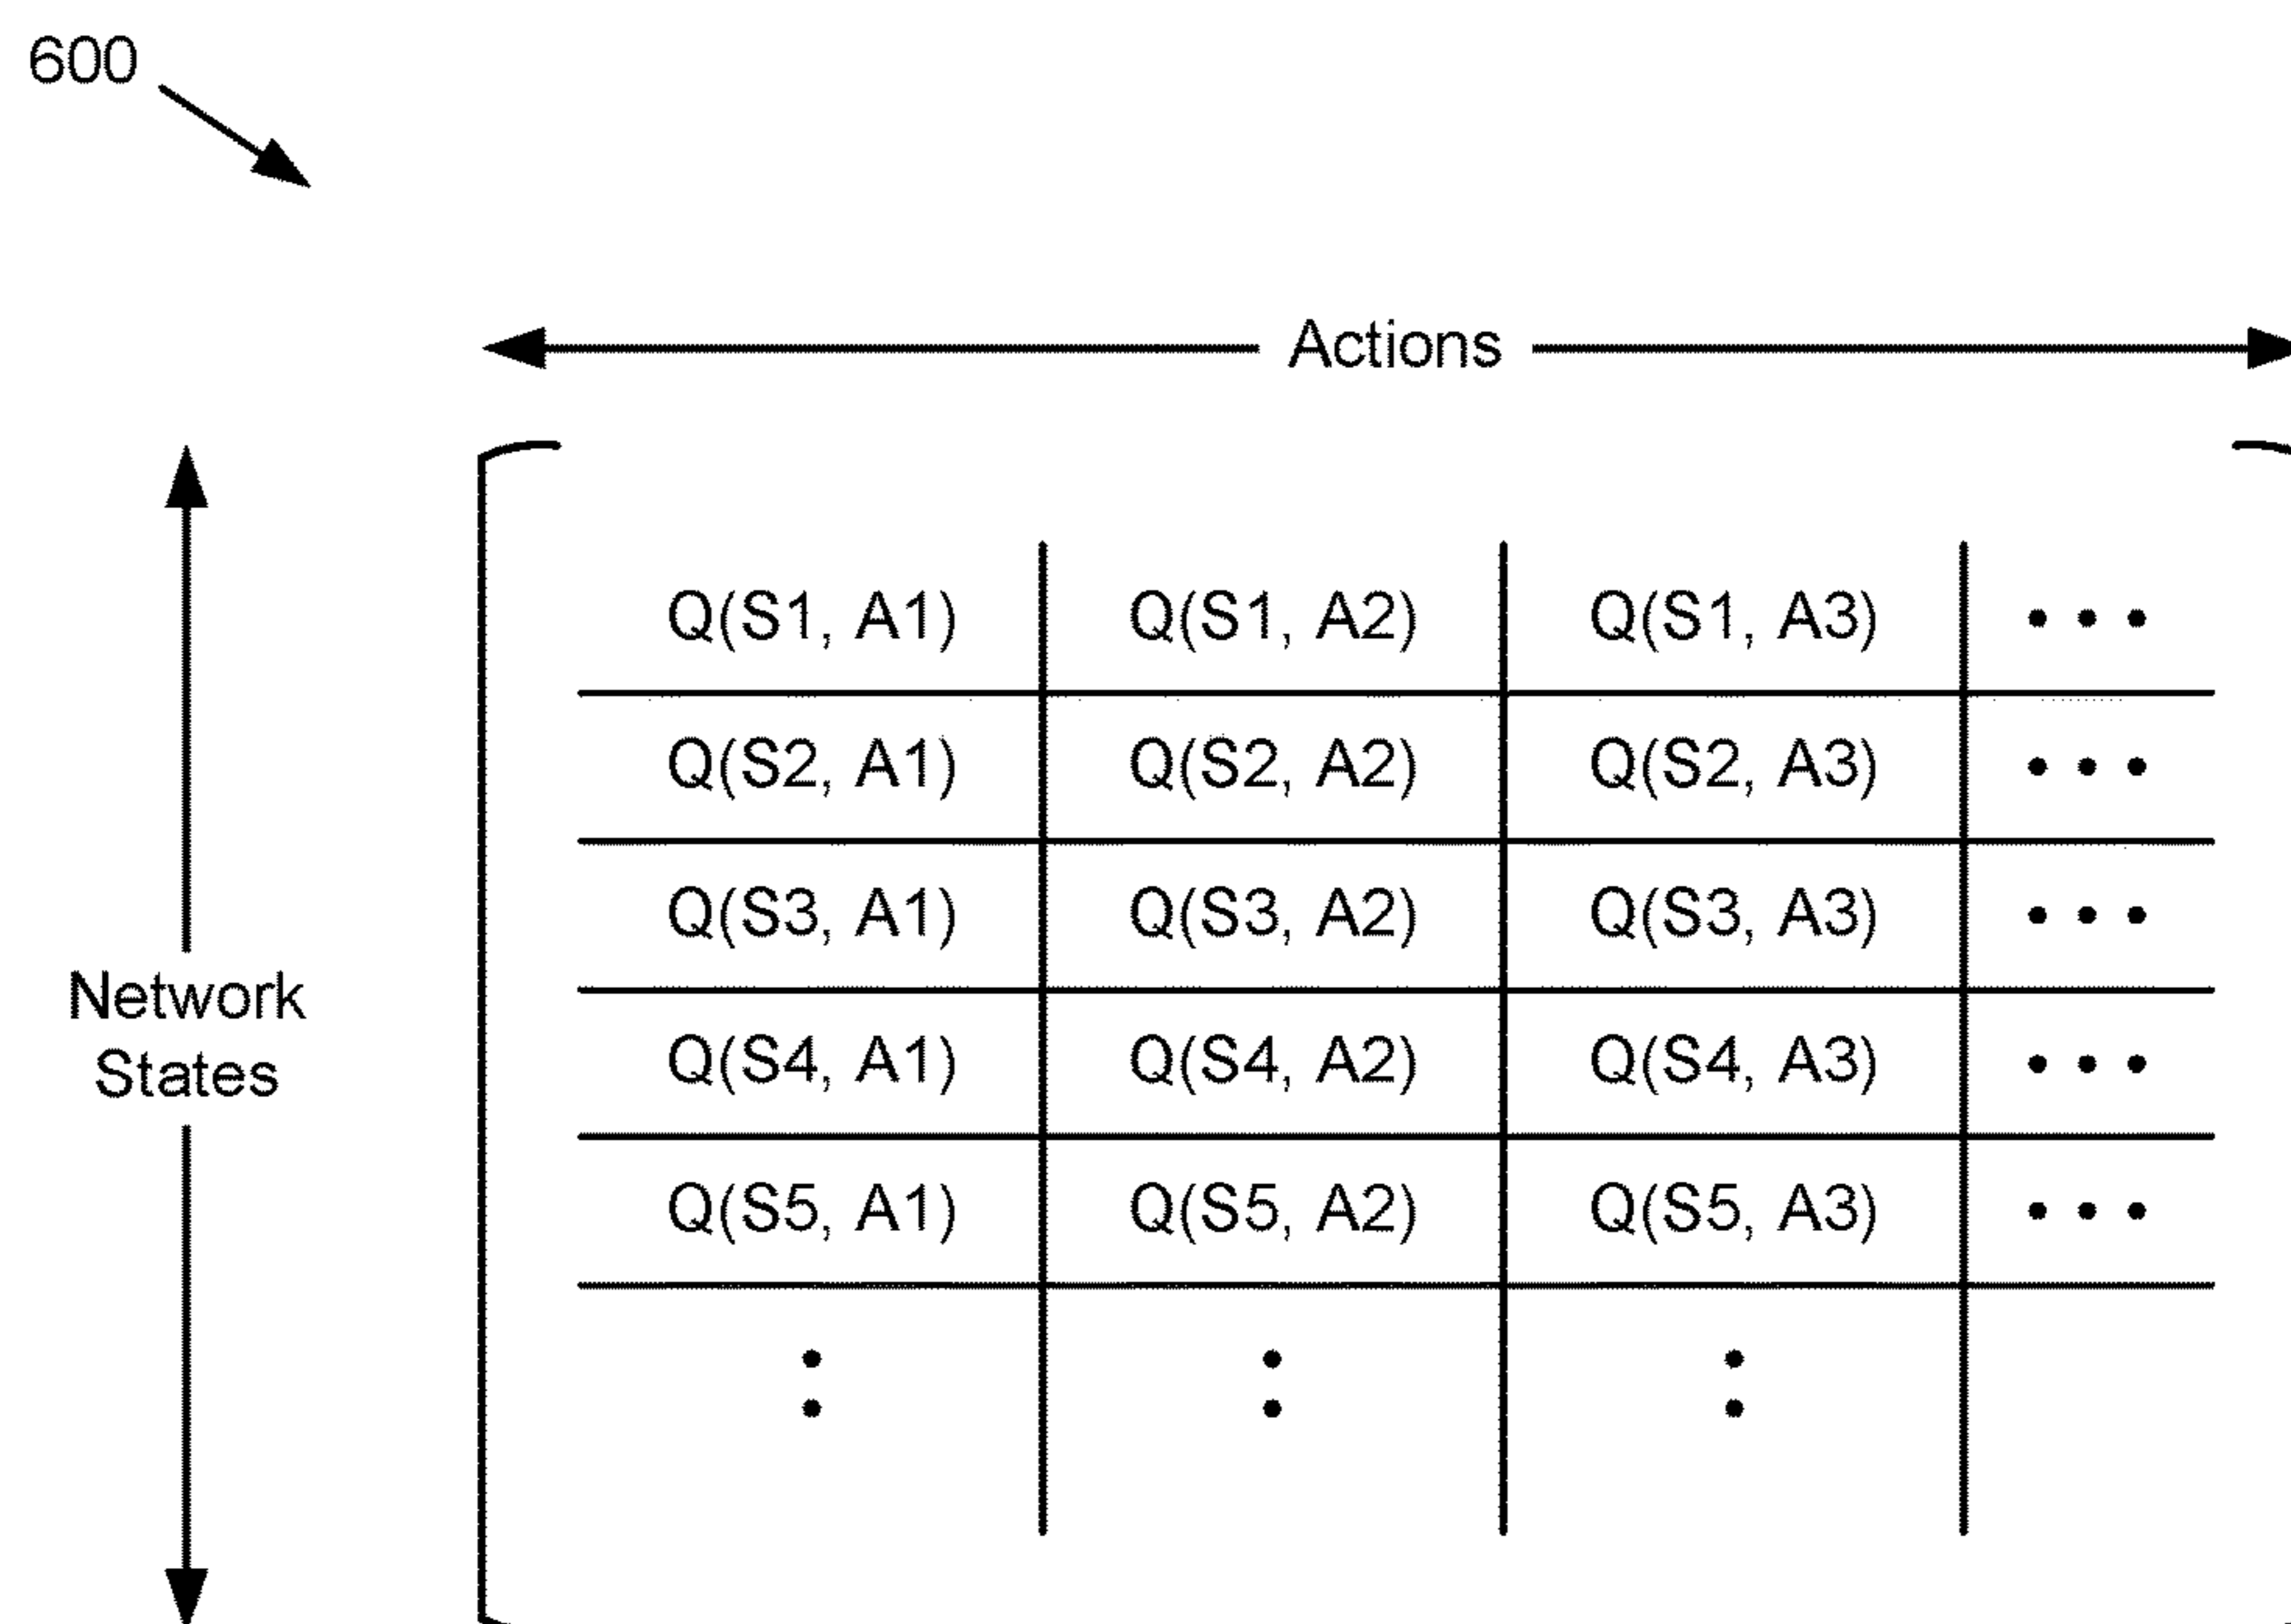 600
Actions
Q(S1, A1) Q(S1, A2) Q(S1, A3) • • •
Q(S2, A1) Q(S2, A2) Q(S2, A3) • • •
Q(S3, A1) Q(S3, A2) Q(S3, A3) • • •
Network
States
Q(S4, A1) Q(S4, A2) Q(S4, A3) • • •
Q(S5, A1) Q(S5, A2) Q(S5, A3) • • •